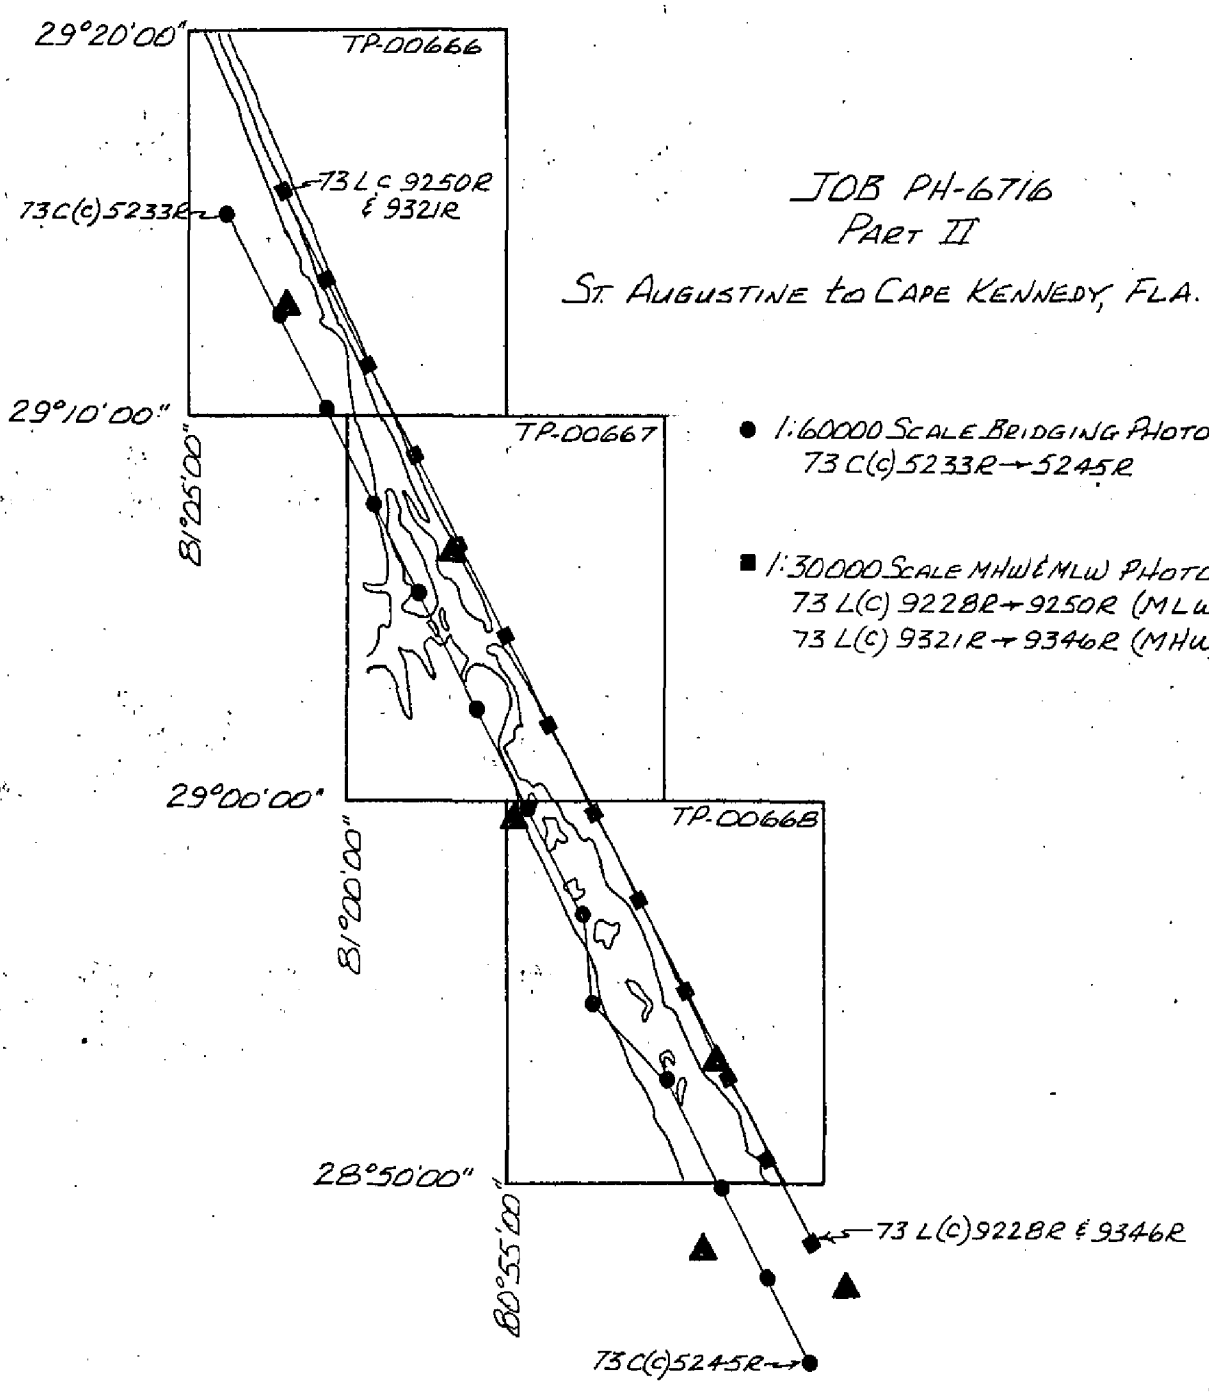 29°20'00"
TP-00666
73 L C 9250R
& 9321R
73C(c)5233R
JOB PH-6716
PART II
ST. AUGUSTINE to CAPE KENNEDY, FLA.
29°10'00"
TP-00667
81°05'00"
1:60000 SCALE BRIDGING PHOTO
73 C(c) 5233R→5245R
1:30000 SCALE MHW & MLW PHOTO
73 L(C) 9228R→9250R (MLW
73 L(C) 9321R→9346R (MHW
29°00'00"
TP-00668
81°00'00"
28°50'00"
80°55'00"
73 L(C) 9228R & 9346R
73C(C)5245R